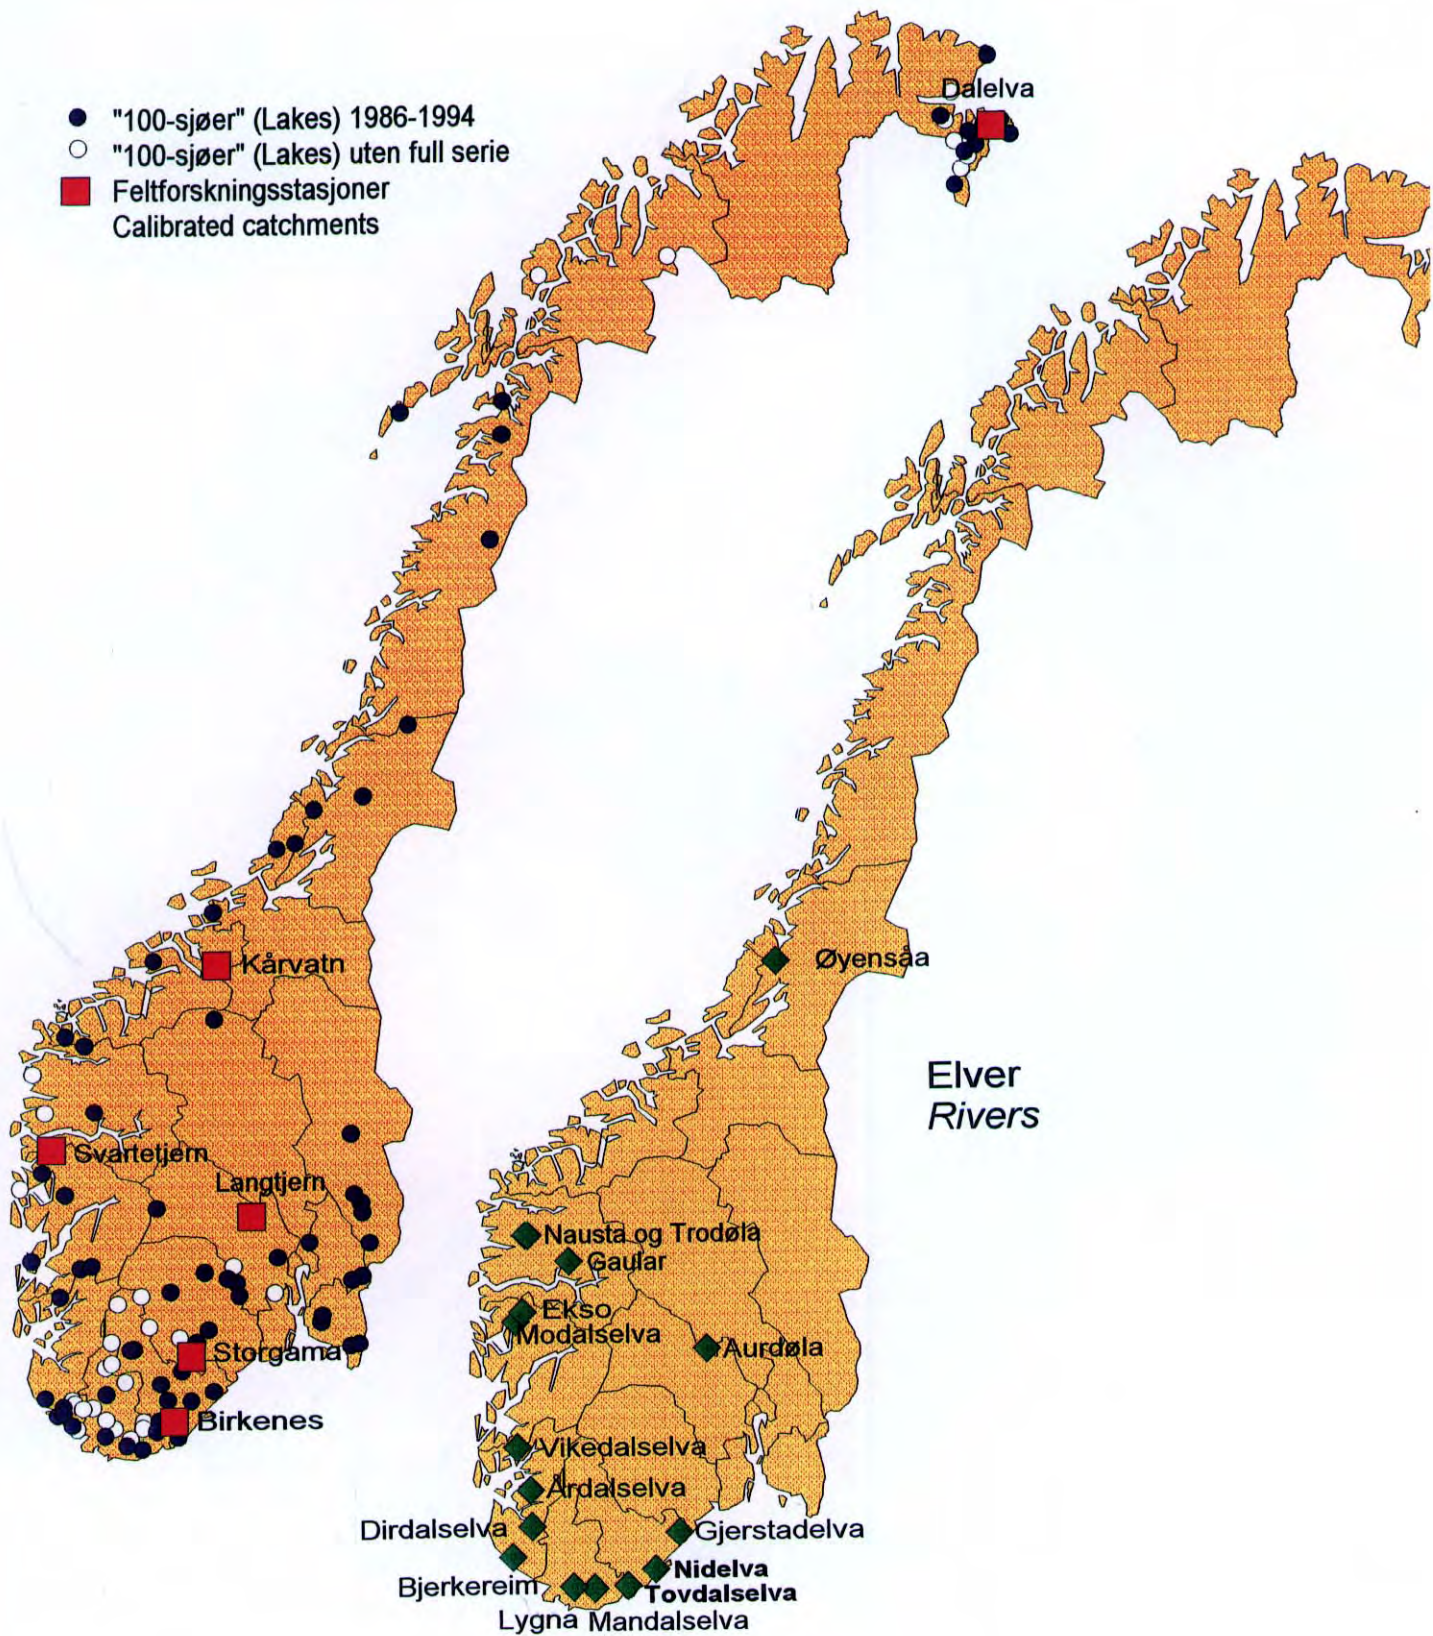 "100-sjøer" (Lakes) 1986-1994
"100-sjøer" (Lakes) uten full serie
Feltforskningsstasjoner
Calibrated catchments
Dalelva
Kårvatn
Svartetjern
Langtjern
Storgama
Birkenes
Øyensåa
Elver
Rivers
Nausta og Trodøla
Gaular
Ekso
Modalselva
Aurdøla
Vikedalselva
Årdalselva
Dirdalselva
Gjerstadelva
Nidelva
Bjerkereim
Tovdalselva
Lygna Mandalselva